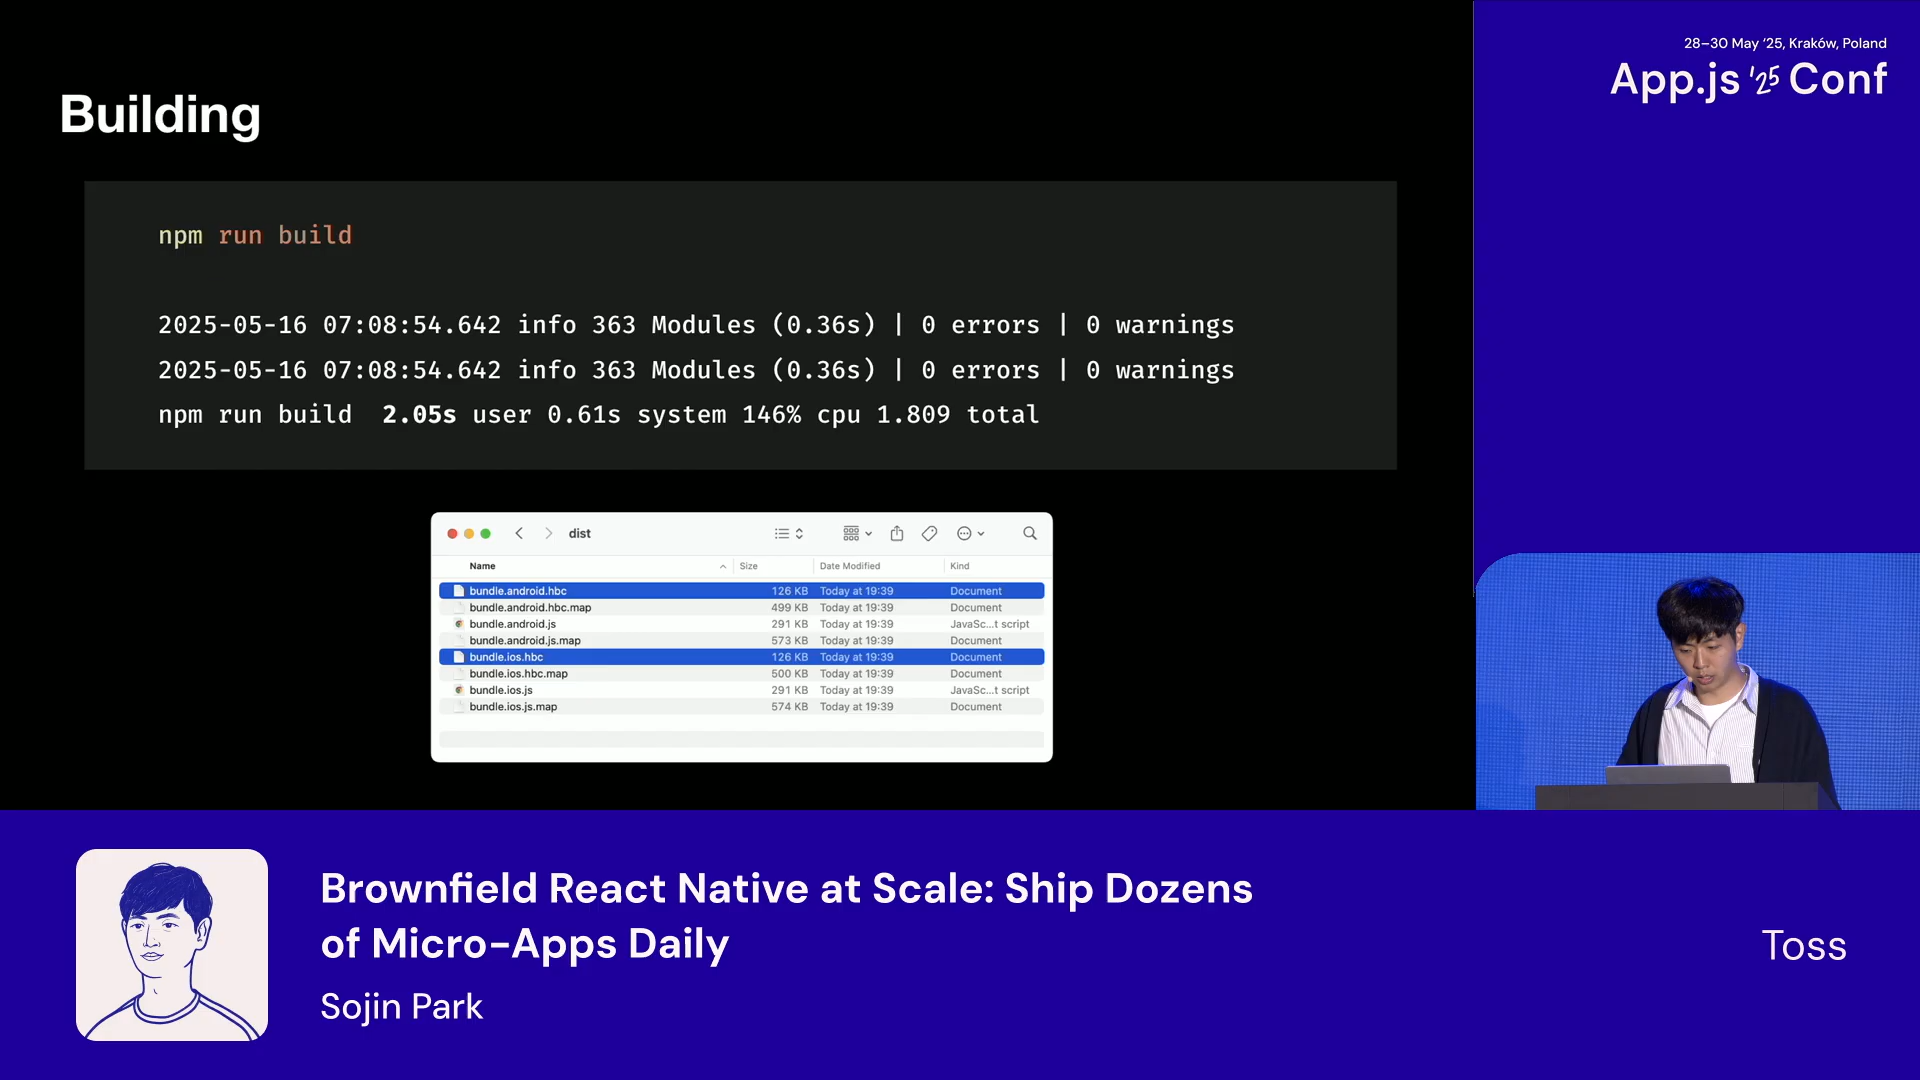 Building
npm run build
2025-05-16 07:08:54.642 info 363 Modules (0.36s) | 0 errors | 0 warnings
2025-05-16 07:08:54.642 info 363 Modules (0.36s) | 0 errors | 0 warnings
npm run build 2.05s user 0.61s system 146% cpu 1.809 total
dist
Name Size Date Modified Kind
bundle.android.hbc 126 KB Today at 19:39 Document
bundle.android.hbc.map 499 KB Today at 19:39 Document
bundle.android.js 291 KB Today at 19:39 JavaSc...t script
bundle.android.js.map 573 KB Today at 19:39 Document
bundle.ios.hbc 126 KB Today at 19:39 Document
bundle.ios.hbc.map 500 KB Today at 19:39 Document
bundle.ios.js 291 KB Today at 19:39 JavaSc...t script
bundle.ios.js.map 574 KB Today at 19:39 Document
28–30 May ‘25, Kraków, Poland
App.js '25 Conf
Brownfield React Native at Scale: Ship Dozens
of Micro-Apps Daily
Sojin Park
Toss